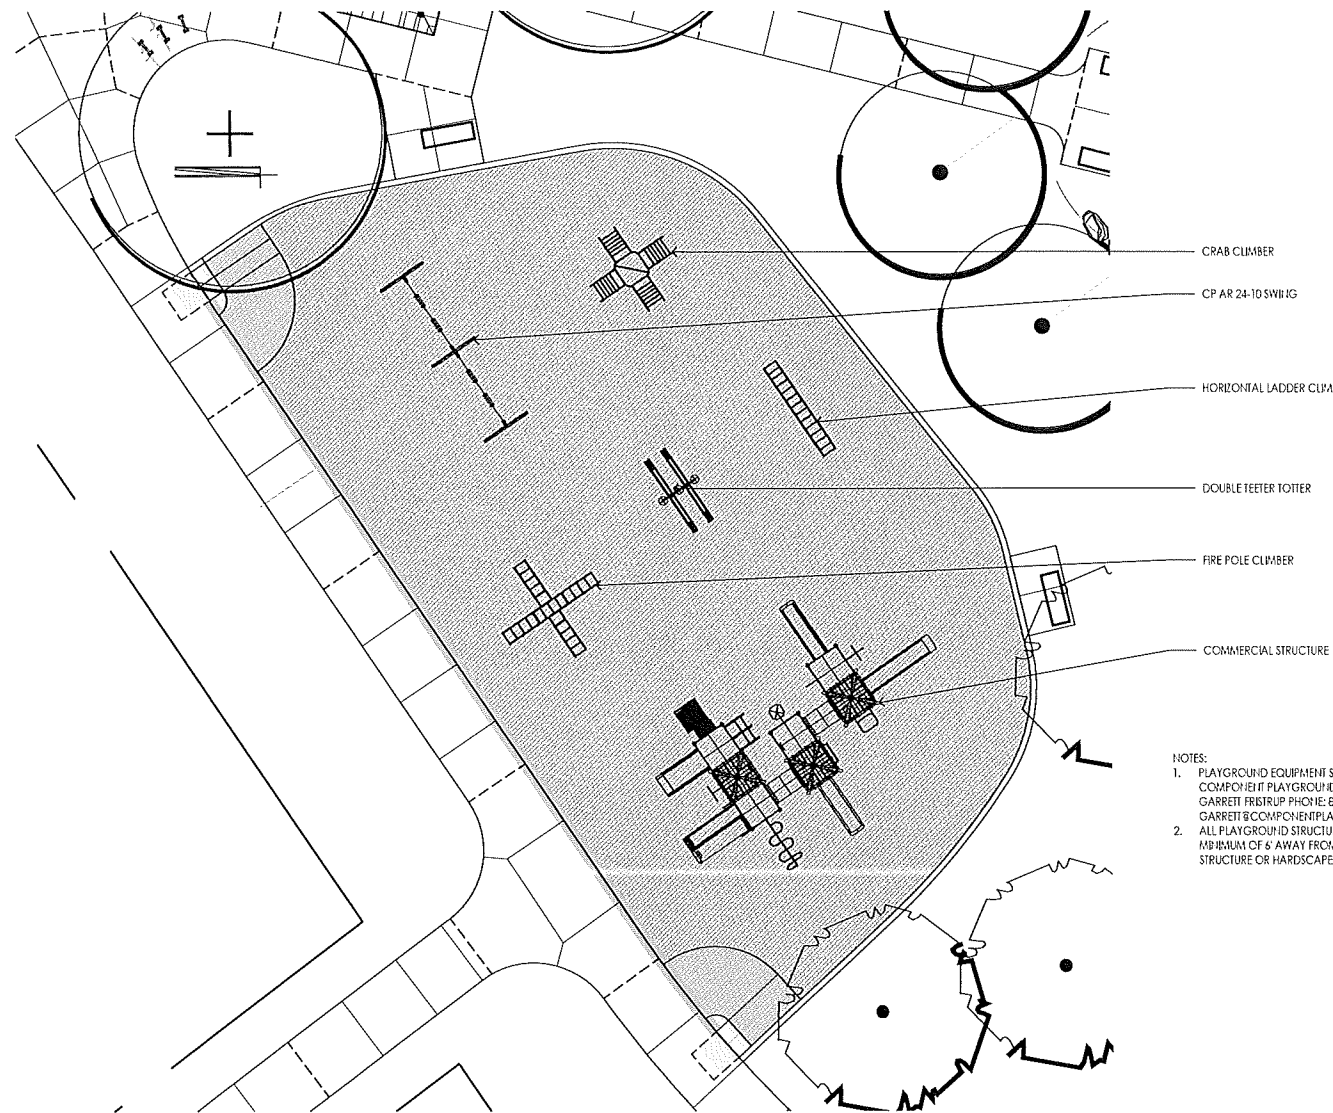 CRAB CLIMBER
CP AR 24-10 SWING
HORIZONTAL LADDER CLIM
DOUBLE TEETER TOTTER
FIRE POLE CLIMBER
COMMERCIAL STRUCTURE
NOTES:
1. PLAYGROUND EQUIPMENT S
COMPONENT PLAYGROUND
GARRETT FRISTRUP PHONE:
GARRETT@COMPONENTPLA
2. ALL PLAYGROUND STRUCTU
MINIMUM OF 6' AWAY FROM
STRUCTURE OR HARDSCAPE